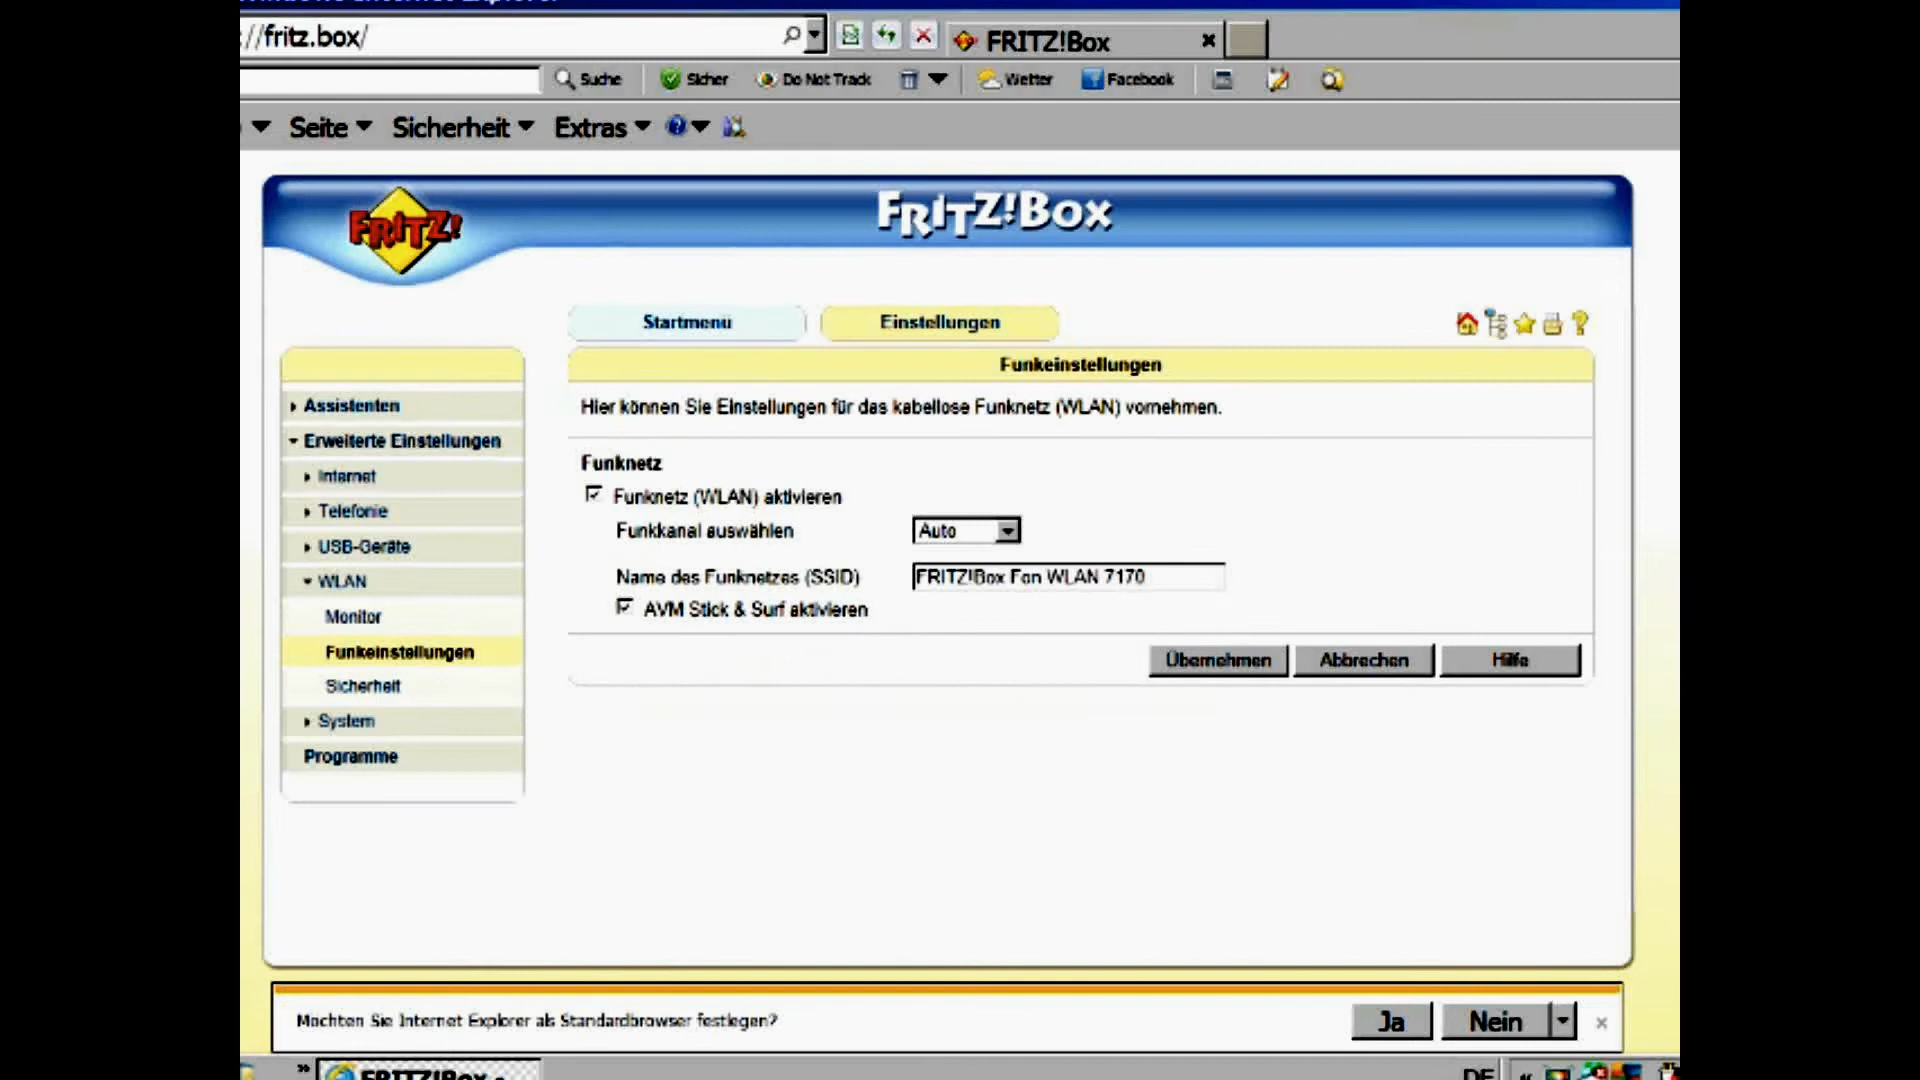 ://fritz.box/
FRITZ!Box
Suche Sicher Do Not Track Wetter Facebook
Seite Sicherheit Extras
FRITZ!
FRITZ!Box
Startmenü Einstellungen
Funkeinstellungen
Assistenten
Erweiterte Einstellungen
Internet
Telefonie
USB-Geräte
WLAN
Monitor
Funkeinstellungen
Sicherheit
System
Programme
Hier können Sie Einstellungen für das kabellose Funknetz (WLAN) vornehmen.
Funknetz
Funknetz (WLAN) aktivieren
Funkkanal auswählen Auto
Name des Funknetzes (SSID) FRITZ!Box Fon WLAN 7170
AVM Stick & Surf aktivieren
Übernehmen Abbrechen Hilfe
Möchten Sie Internet Explorer als Standardbrowser festlegen?
Ja Nein
FRITZ!Box - DE